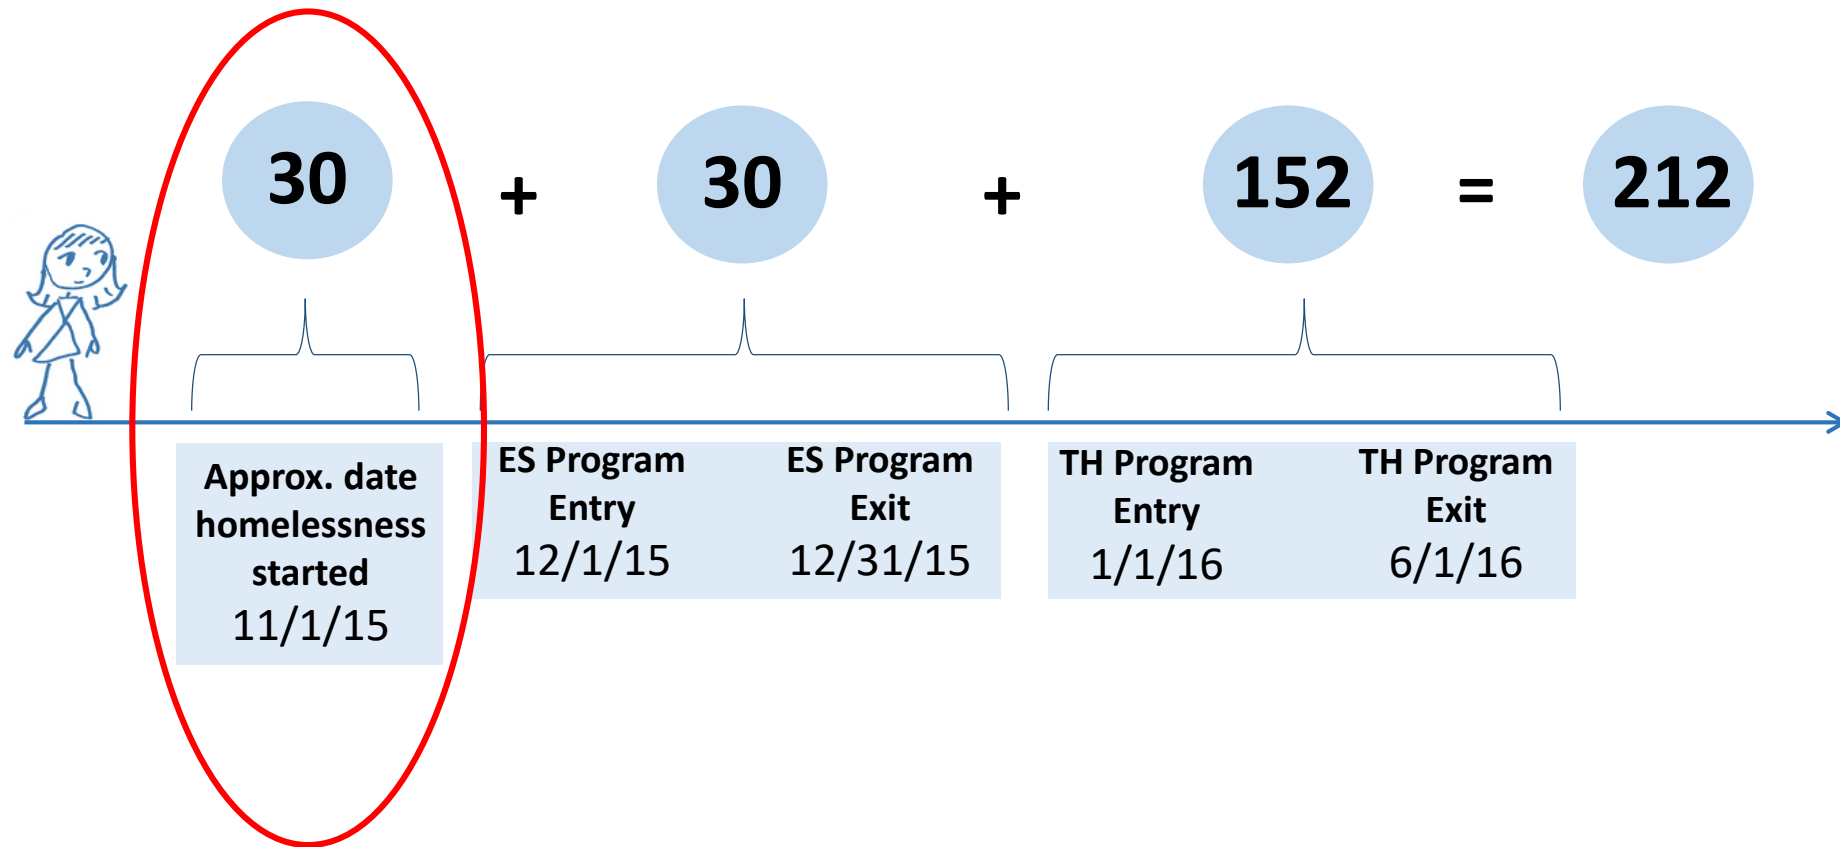 30 + 30 + 152 = 212
Approx. date
homelessness
started
11/1/15
ES Program
Entry
12/1/15
ES Program
Exit
12/31/15
TH Program
Entry
1/1/16
TH Program
Exit
6/1/16